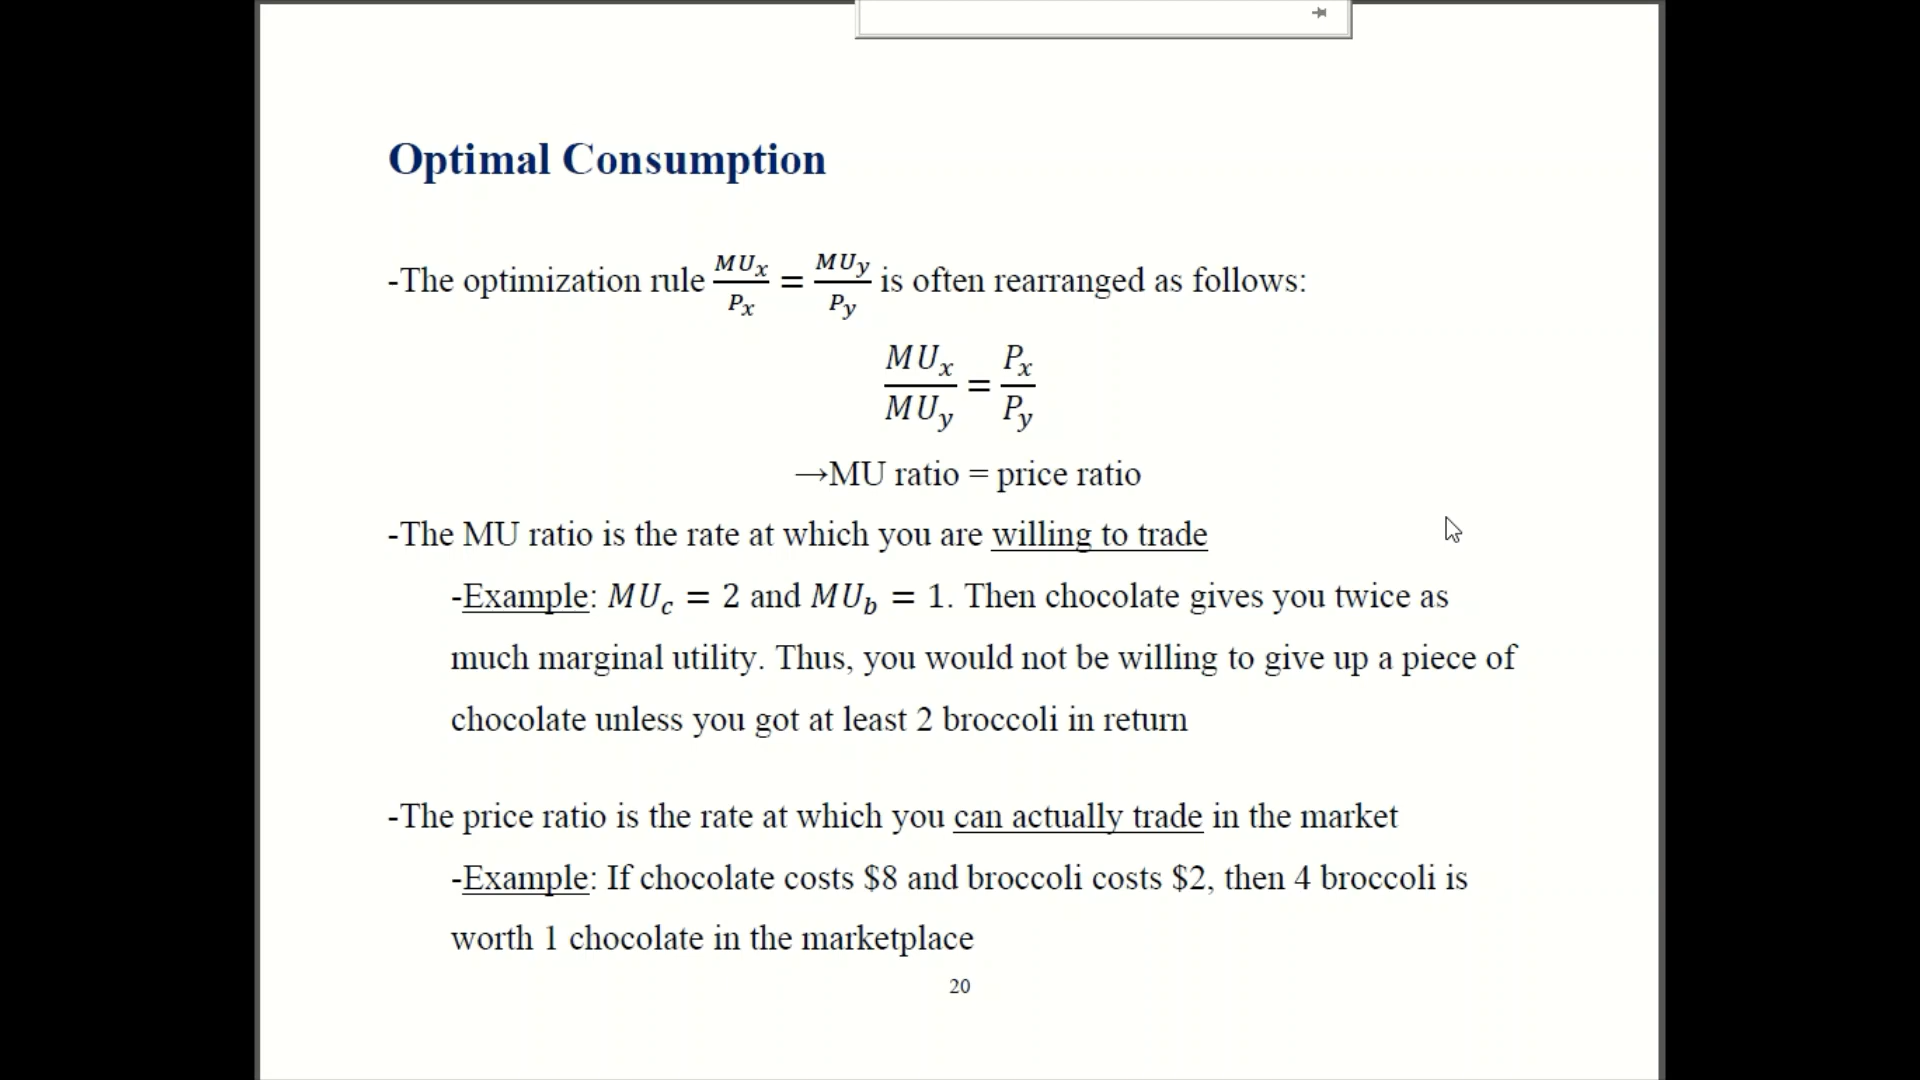 Optimal Consumption
-The optimization rule MUx/Px = MUy/Py is often rearranged as follows:
MUx/MUy = Px/Py
→MU ratio = price ratio
-The MU ratio is the rate at which you are willing to trade
-Example: MUc = 2 and MUb = 1. Then chocolate gives you twice as
much marginal utility. Thus, you would not be willing to give up a piece of
chocolate unless you got at least 2 broccoli in return
-The price ratio is the rate at which you can actually trade in the market
-Example: If chocolate costs $8 and broccoli costs $2, then 4 broccoli is
worth 1 chocolate in the marketplace
20